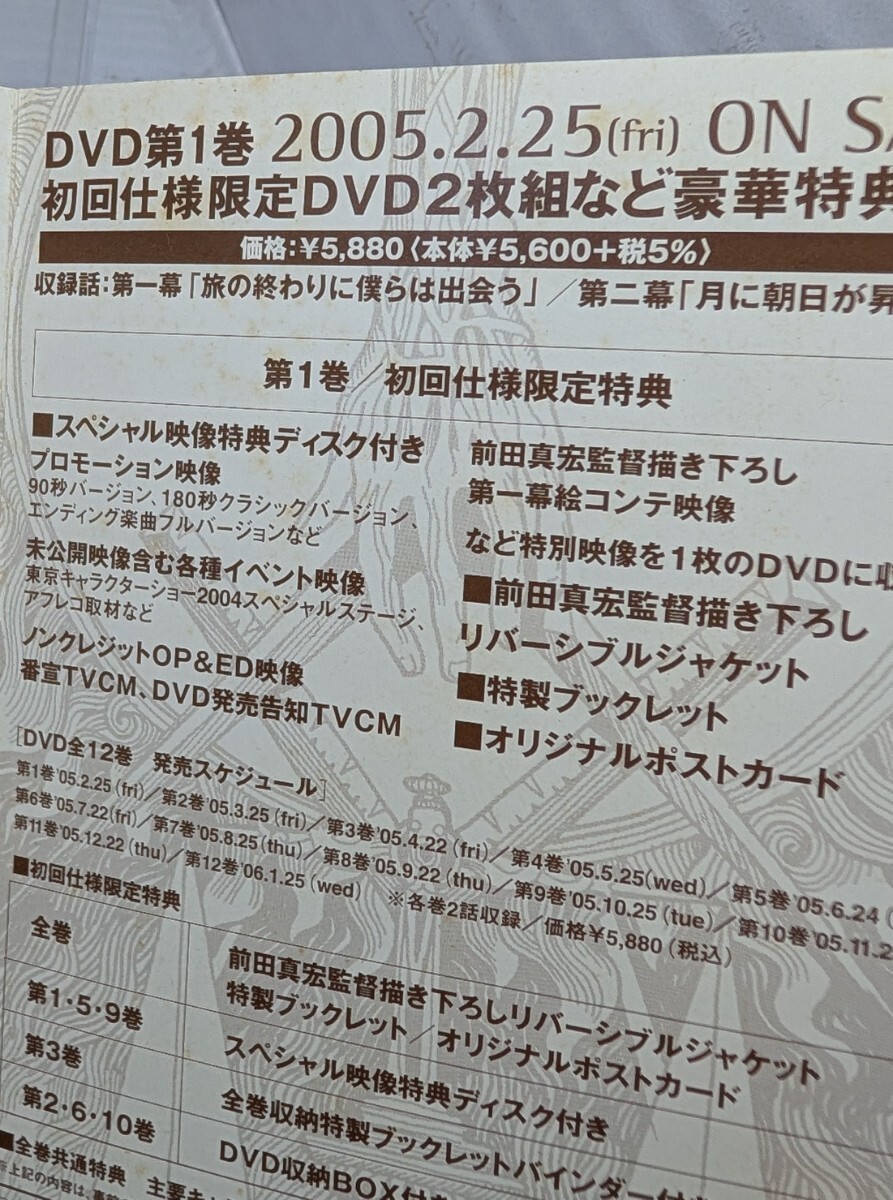 DVD第1巻 2005.2.25(fri) ON SA
初回仕様限定DVD2枚組など豪華特典
価格:¥5,880〈本体¥5,600+税5%〉
収録話:第一幕「旅の終わりに僕らは出会う」／第二幕「月に朝日が昇
第1巻／初回仕様限定特典
■スペシャル映像特典ディスク付き
プロモーション映像
90秒バージョン、180秒クラシックバージョン、
エンディング楽曲フルバージョンなど
未公開映像含む各種イベント映像
東京キャラクターショー2004スペシャルステージ、
アフレコ取材など
ノンクレジットOP&ED映像
番宣TVCM、DVD発売告知TVCM
前田真宏監督描き下ろし
第一幕絵コンテ映像
など特別映像を1枚のDVDに収
■前田真宏監督描き下ろし
リバーシブルジャケット
■特製ブックレット
■オリジナルポストカード
［DVD全12巻 発売スケジュール］
第1巻'05.2.25(fri)／第2巻'05.3.25(fri)／第3巻'05.4.22(fri)／第4巻'05.5.25(wed)／第5巻'05.6.24(
第6巻'05.7.22(fri)／第7巻'05.8.25(thu)／第8巻'05.9.22(thu)／第9巻'05.10.25(tue)／第10巻'05.11.2
第11巻'05.12.22(thu)／第12巻'06.1.25(wed) ※各巻2話収録／価格¥5,880(税込)
■初回仕様限定特典
全巻 前田真宏監督描き下ろしリバーシブルジャケット
特製ブックレット／オリジナルポストカード
第1・5・9巻 スペシャル映像特典ディスク付き
第3巻 全巻収納特製ブックレットバインダー付
第2・6・10巻 DVD収納BOX付
■全巻共通特典 主要
※上記の内容は、